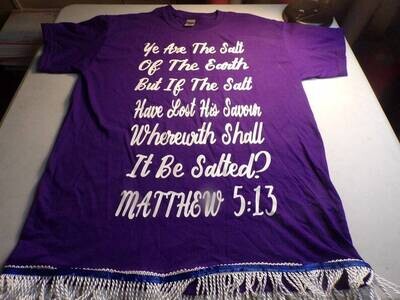 Ye Are The Salt
Of The Earth
But If The Salt
Have Lost His Savour
Wherewith Shall
It Be Salted?
MATTHEW 5:13